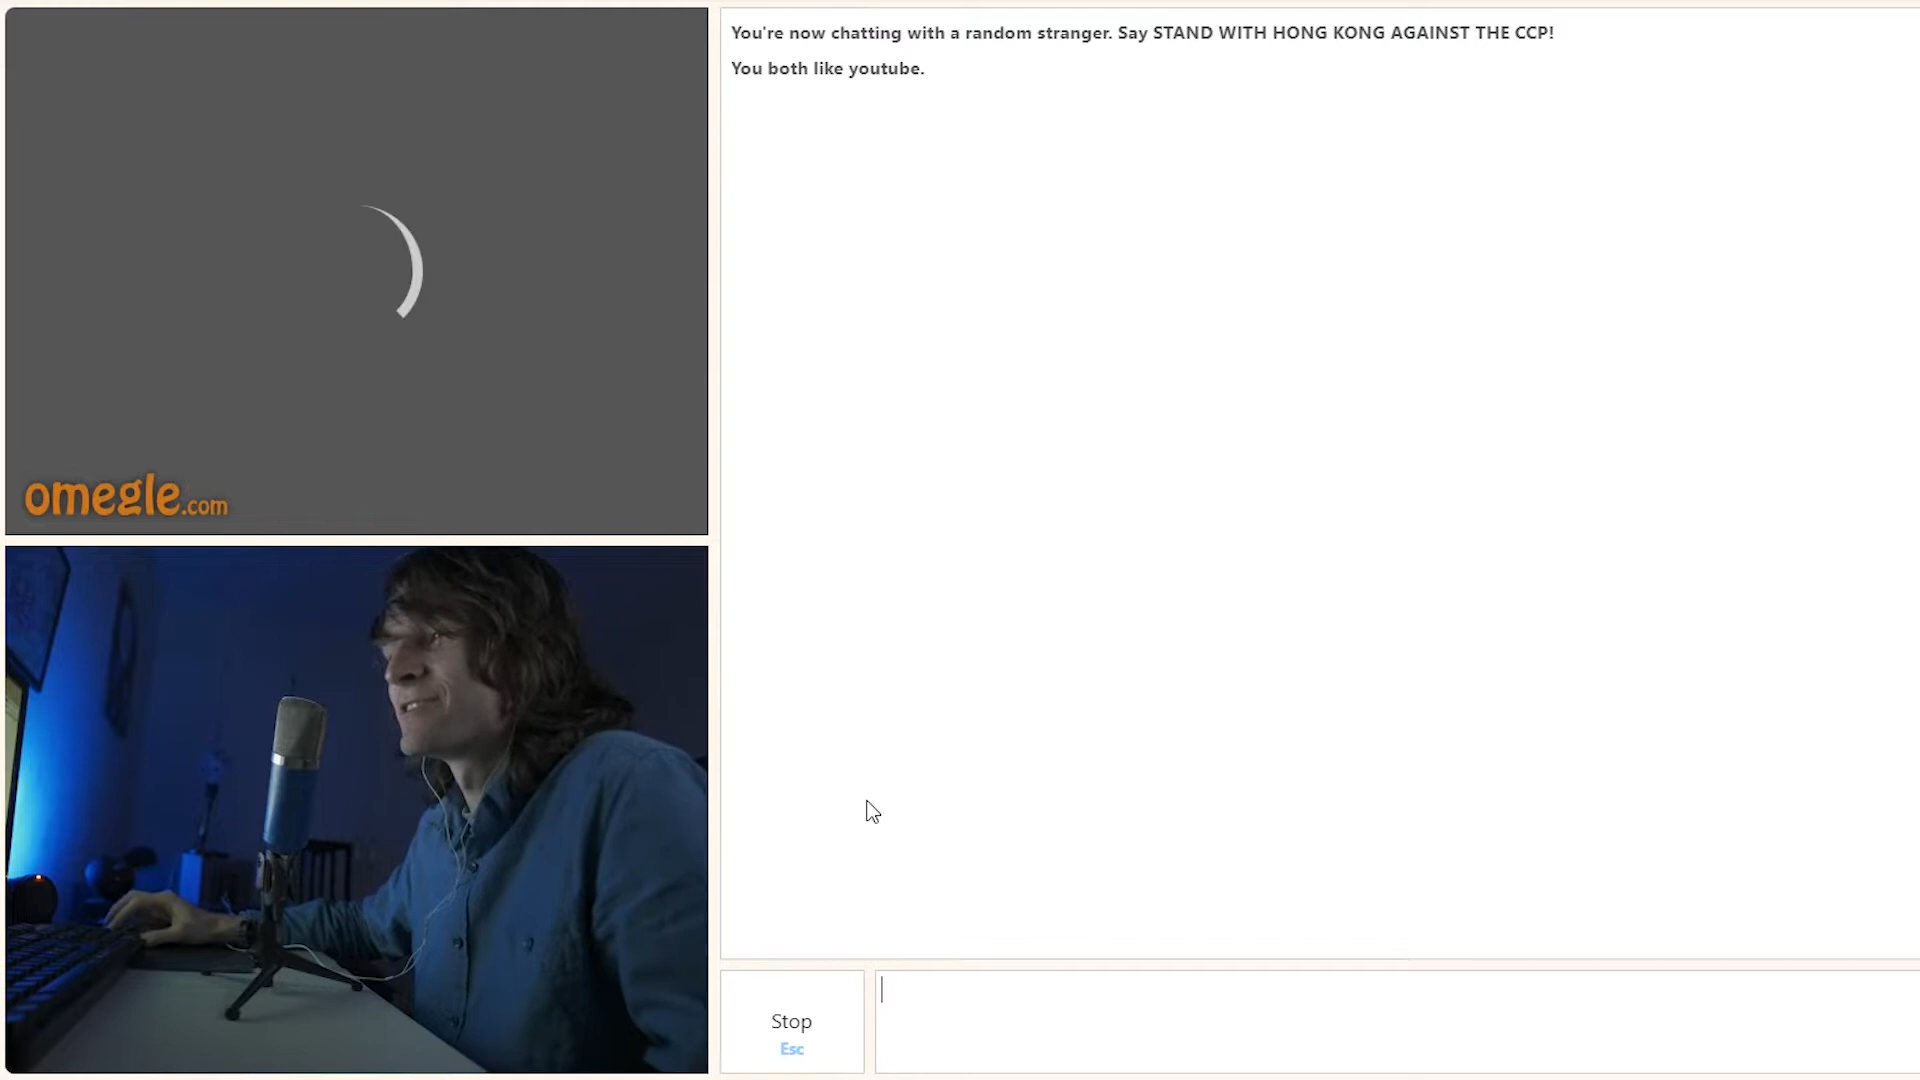 You're now chatting with a random stranger. Say STAND WITH HONG KONG AGAINST THE CCP!
You both like youtube.
omegle.com
Stop
Esc